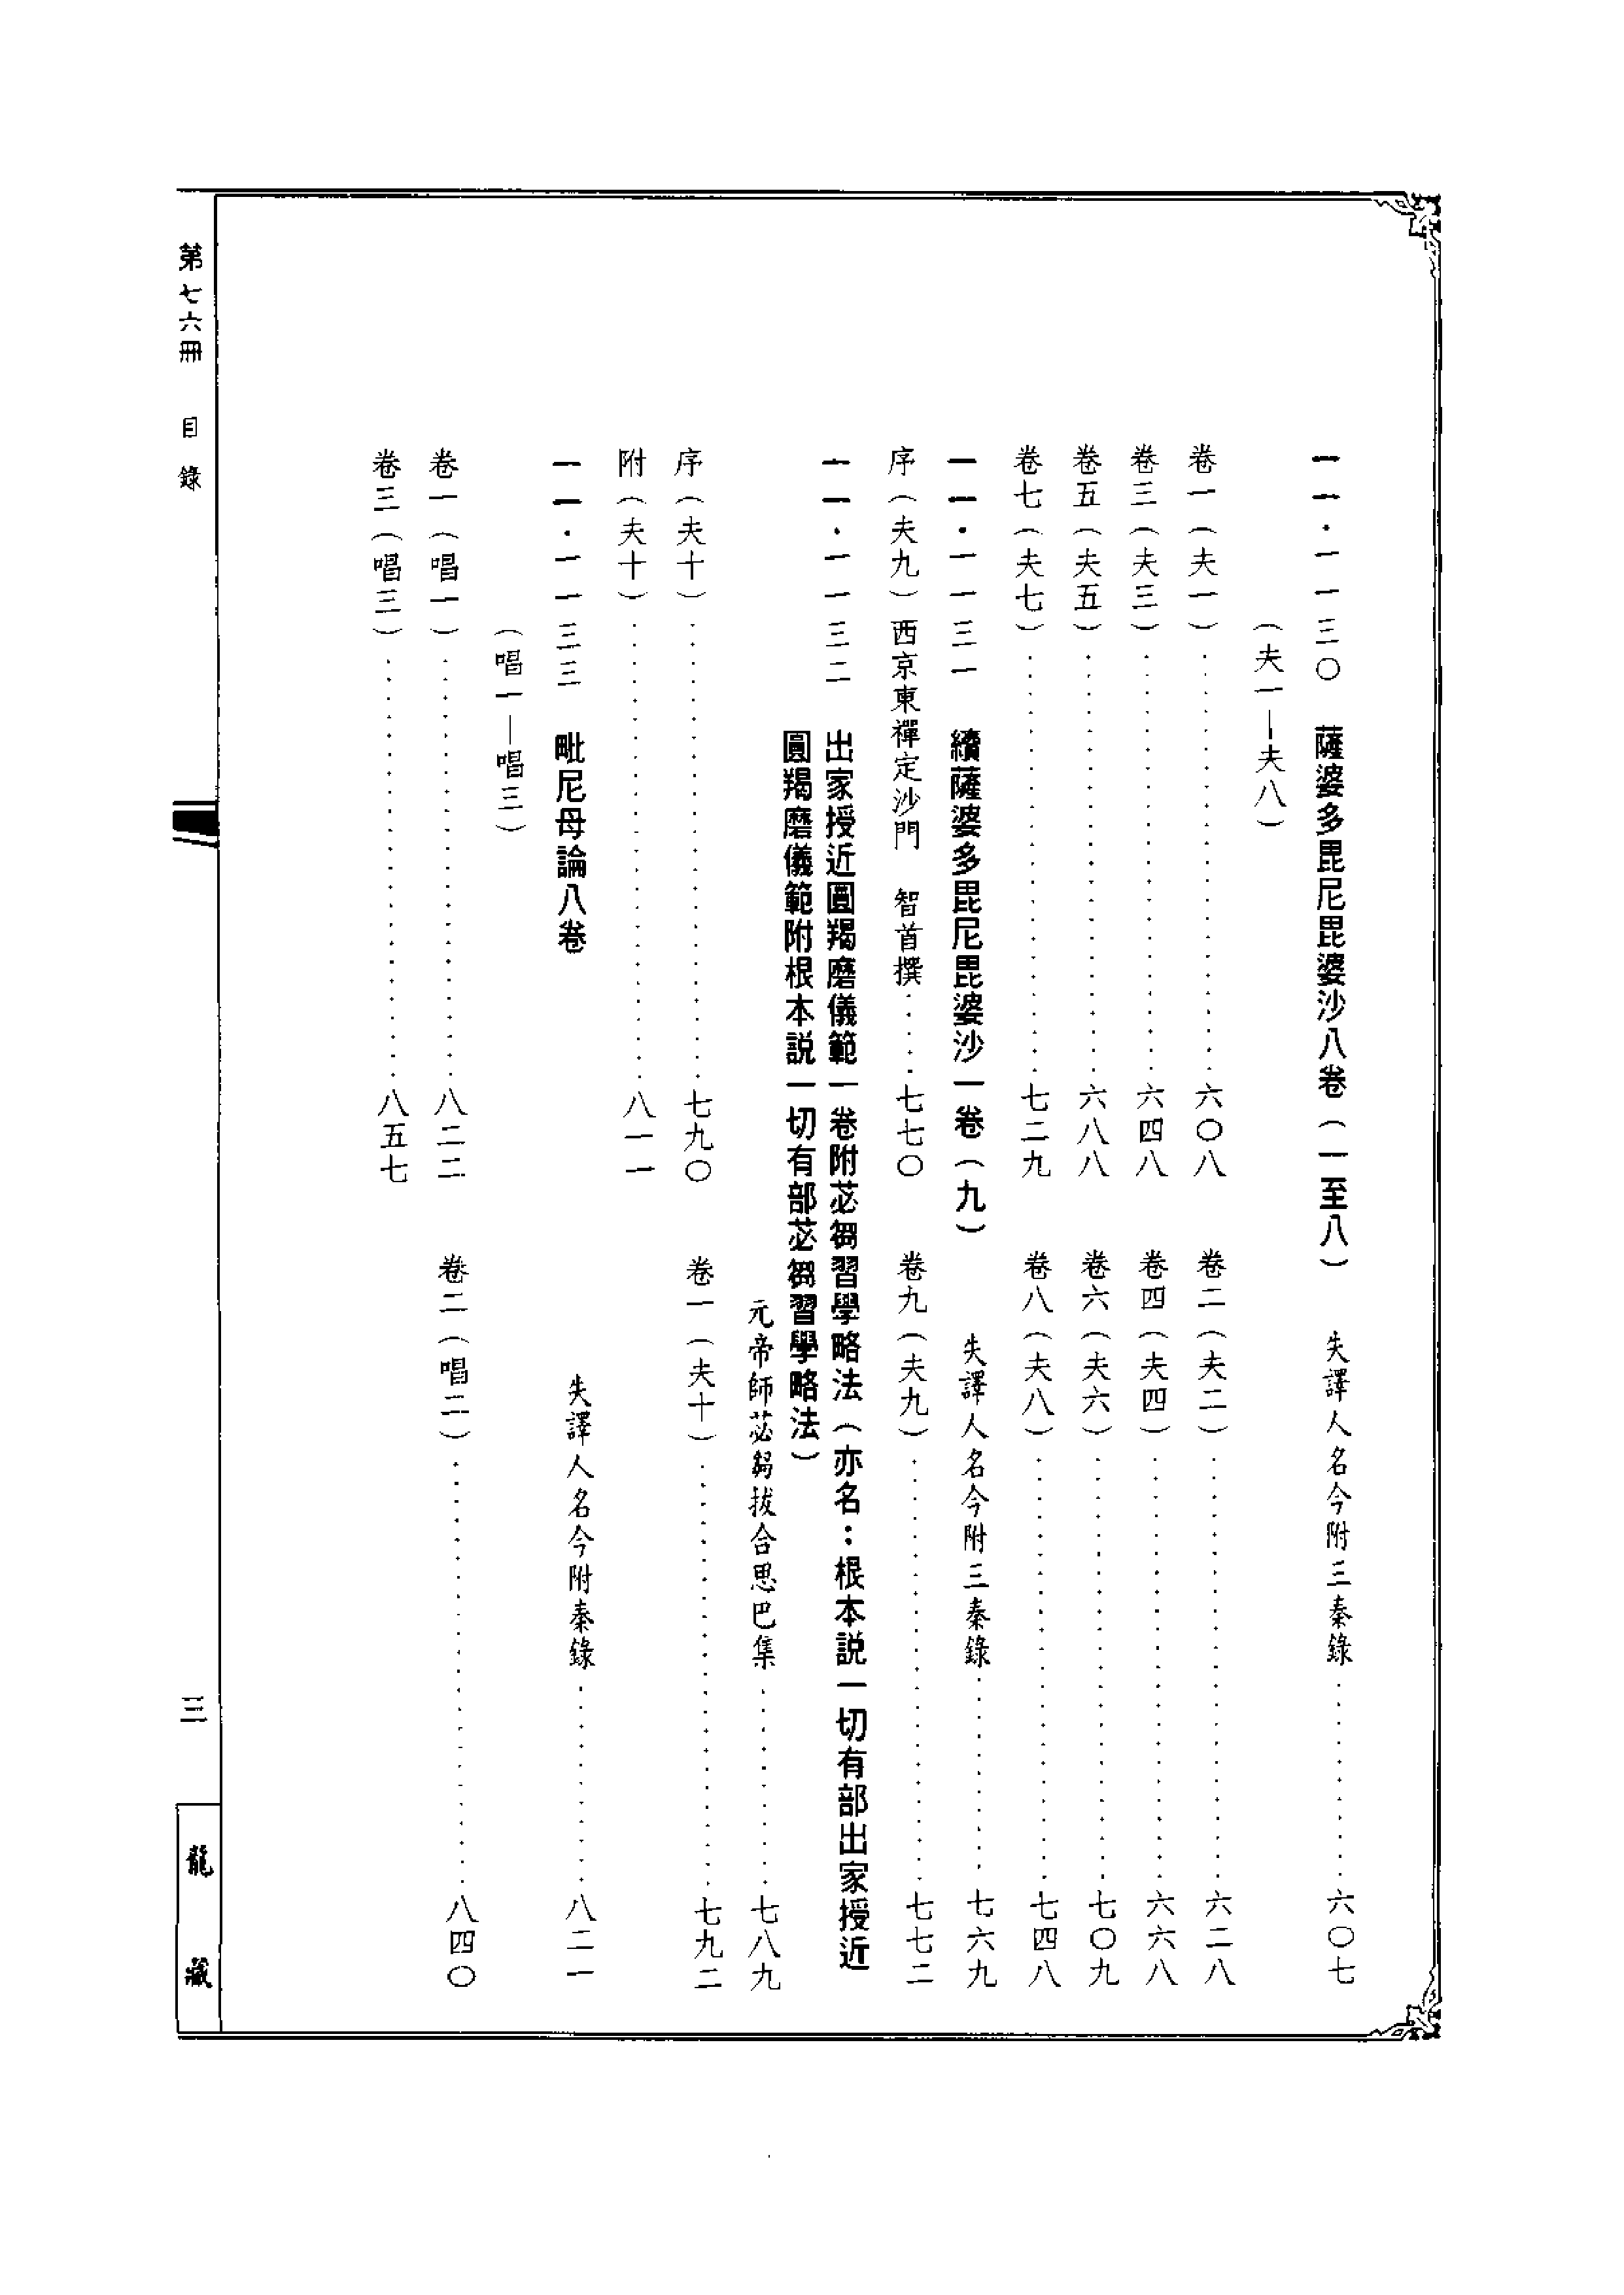 一一·一一三〇 薩婆多毘尼毘婆沙八卷(一至八) 失譯人名今附三秦錄............六〇七
(夫一—夫八)
卷一(夫一)........................六〇八 卷二(夫二)........................六二八
卷三(夫三)........................六四八 卷四(夫四)........................六六八
卷五(夫五)........................六八八 卷六(夫六)........................七〇九
卷七(夫七)........................七二九 卷八(夫八)........................七四八
一一·一一三一 續薩婆多毘尼毘婆沙一卷(九) 失譯人名今附三秦錄............七六九
序(夫九)西京東禪定沙門 智首撰.....七七〇 卷九(夫九)........................七七二
一一·一一三二 出家授近圓羯磨儀範一卷附苾芻習學略法(亦名:根本説一切有部出家授近
圓羯磨儀範附根本説一切有部苾芻習學略法)
元帝師苾芻拔合思巴集............七八九
序(夫十)........................七九〇 卷一(夫十)........................七九二
附(夫十)........................八一一
一一·一一三三 毗尼母論八卷 失譯人名今附秦錄............八二一
(唱一—唱三)
卷一(唱一)........................八二二 卷二(唱二)........................八四〇
卷三(唱三)........................八五七
第七六冊 目錄
三
龍藏